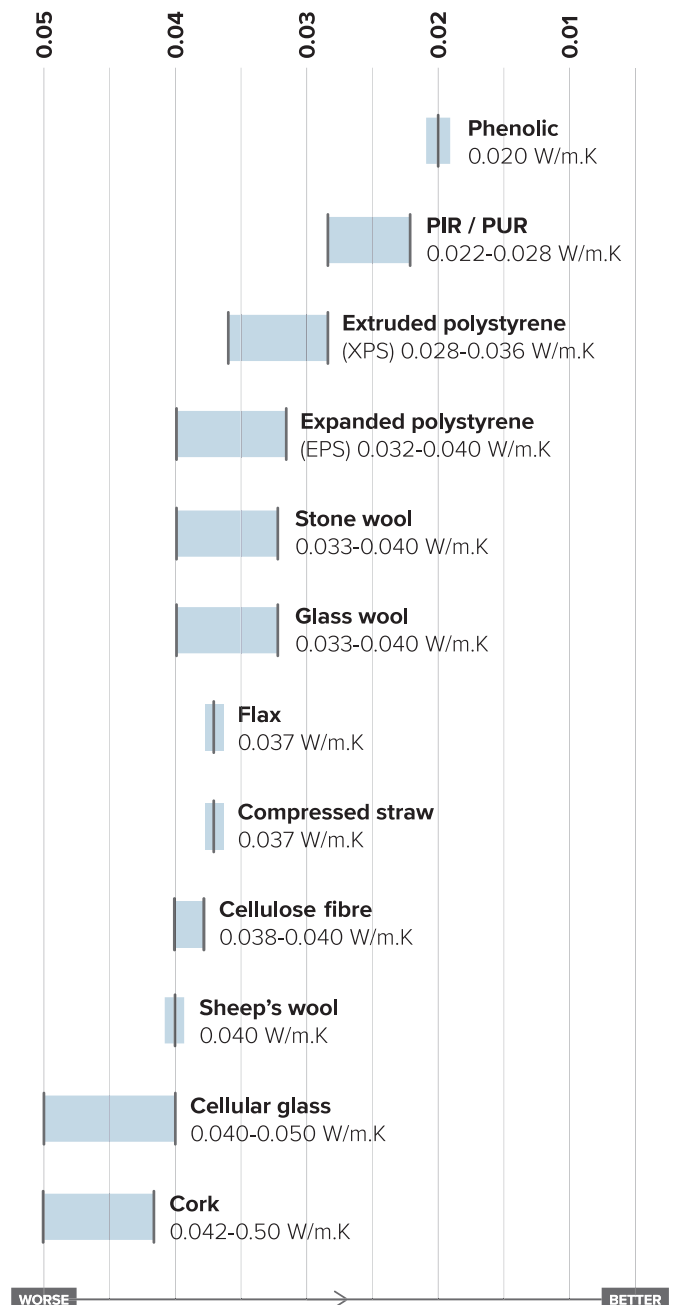 0.05
0.04
0.03
0.02
0.01
Phenolic
0.020 W/m.K
PIR / PUR
0.022-0.028 W/m.K
Extruded polystyrene
(XPS) 0.028-0.036 W/m.K
Expanded polystyrene
(EPS) 0.032-0.040 W/m.K
Stone wool
0.033-0.040 W/m.K
Glass wool
0.033-0.040 W/m.K
Flax
0.037 W/m.K
Compressed straw
0.037 W/m.K
Cellulose fibre
0.038-0.040 W/m.K
Sheep's wool
0.040 W/m.K
Cellular glass
0.040-0.050 W/m.K
Cork
0.042-0.50 W/m.K
WORSE
BETTER